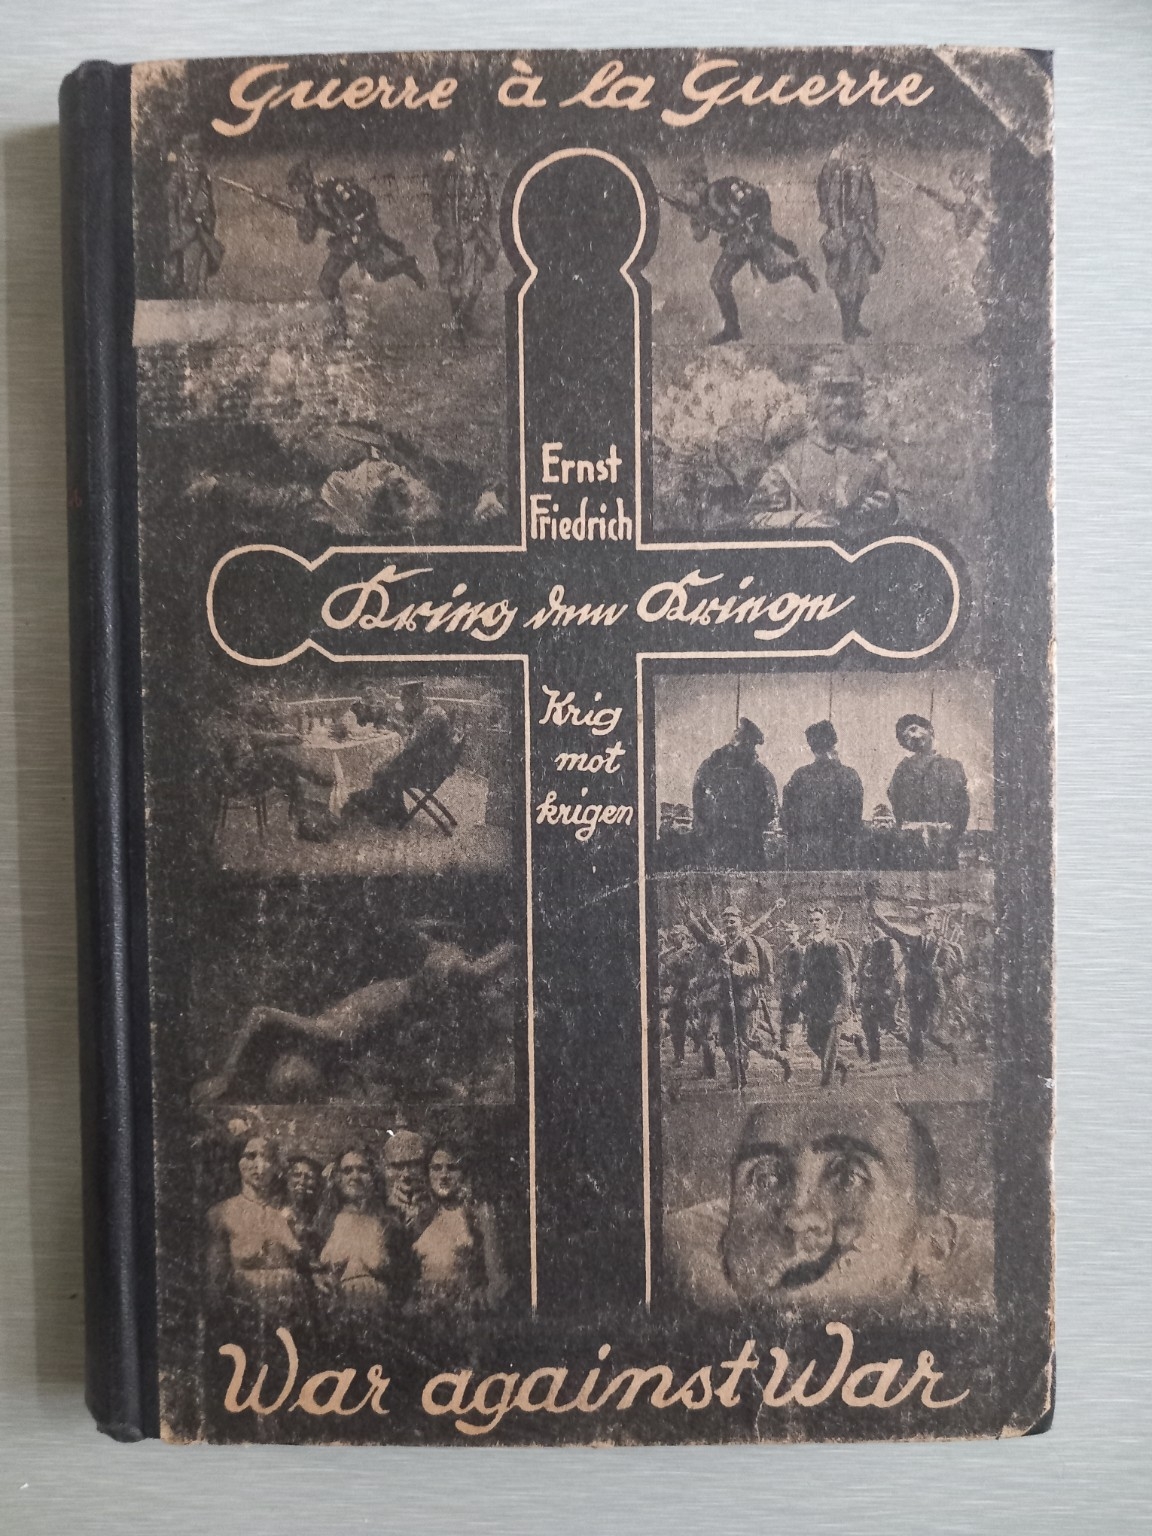 Guerre à la Guerre
Ernst
Friedrich
Krieg dem Kriege
Krig
mot
krigen
War against War